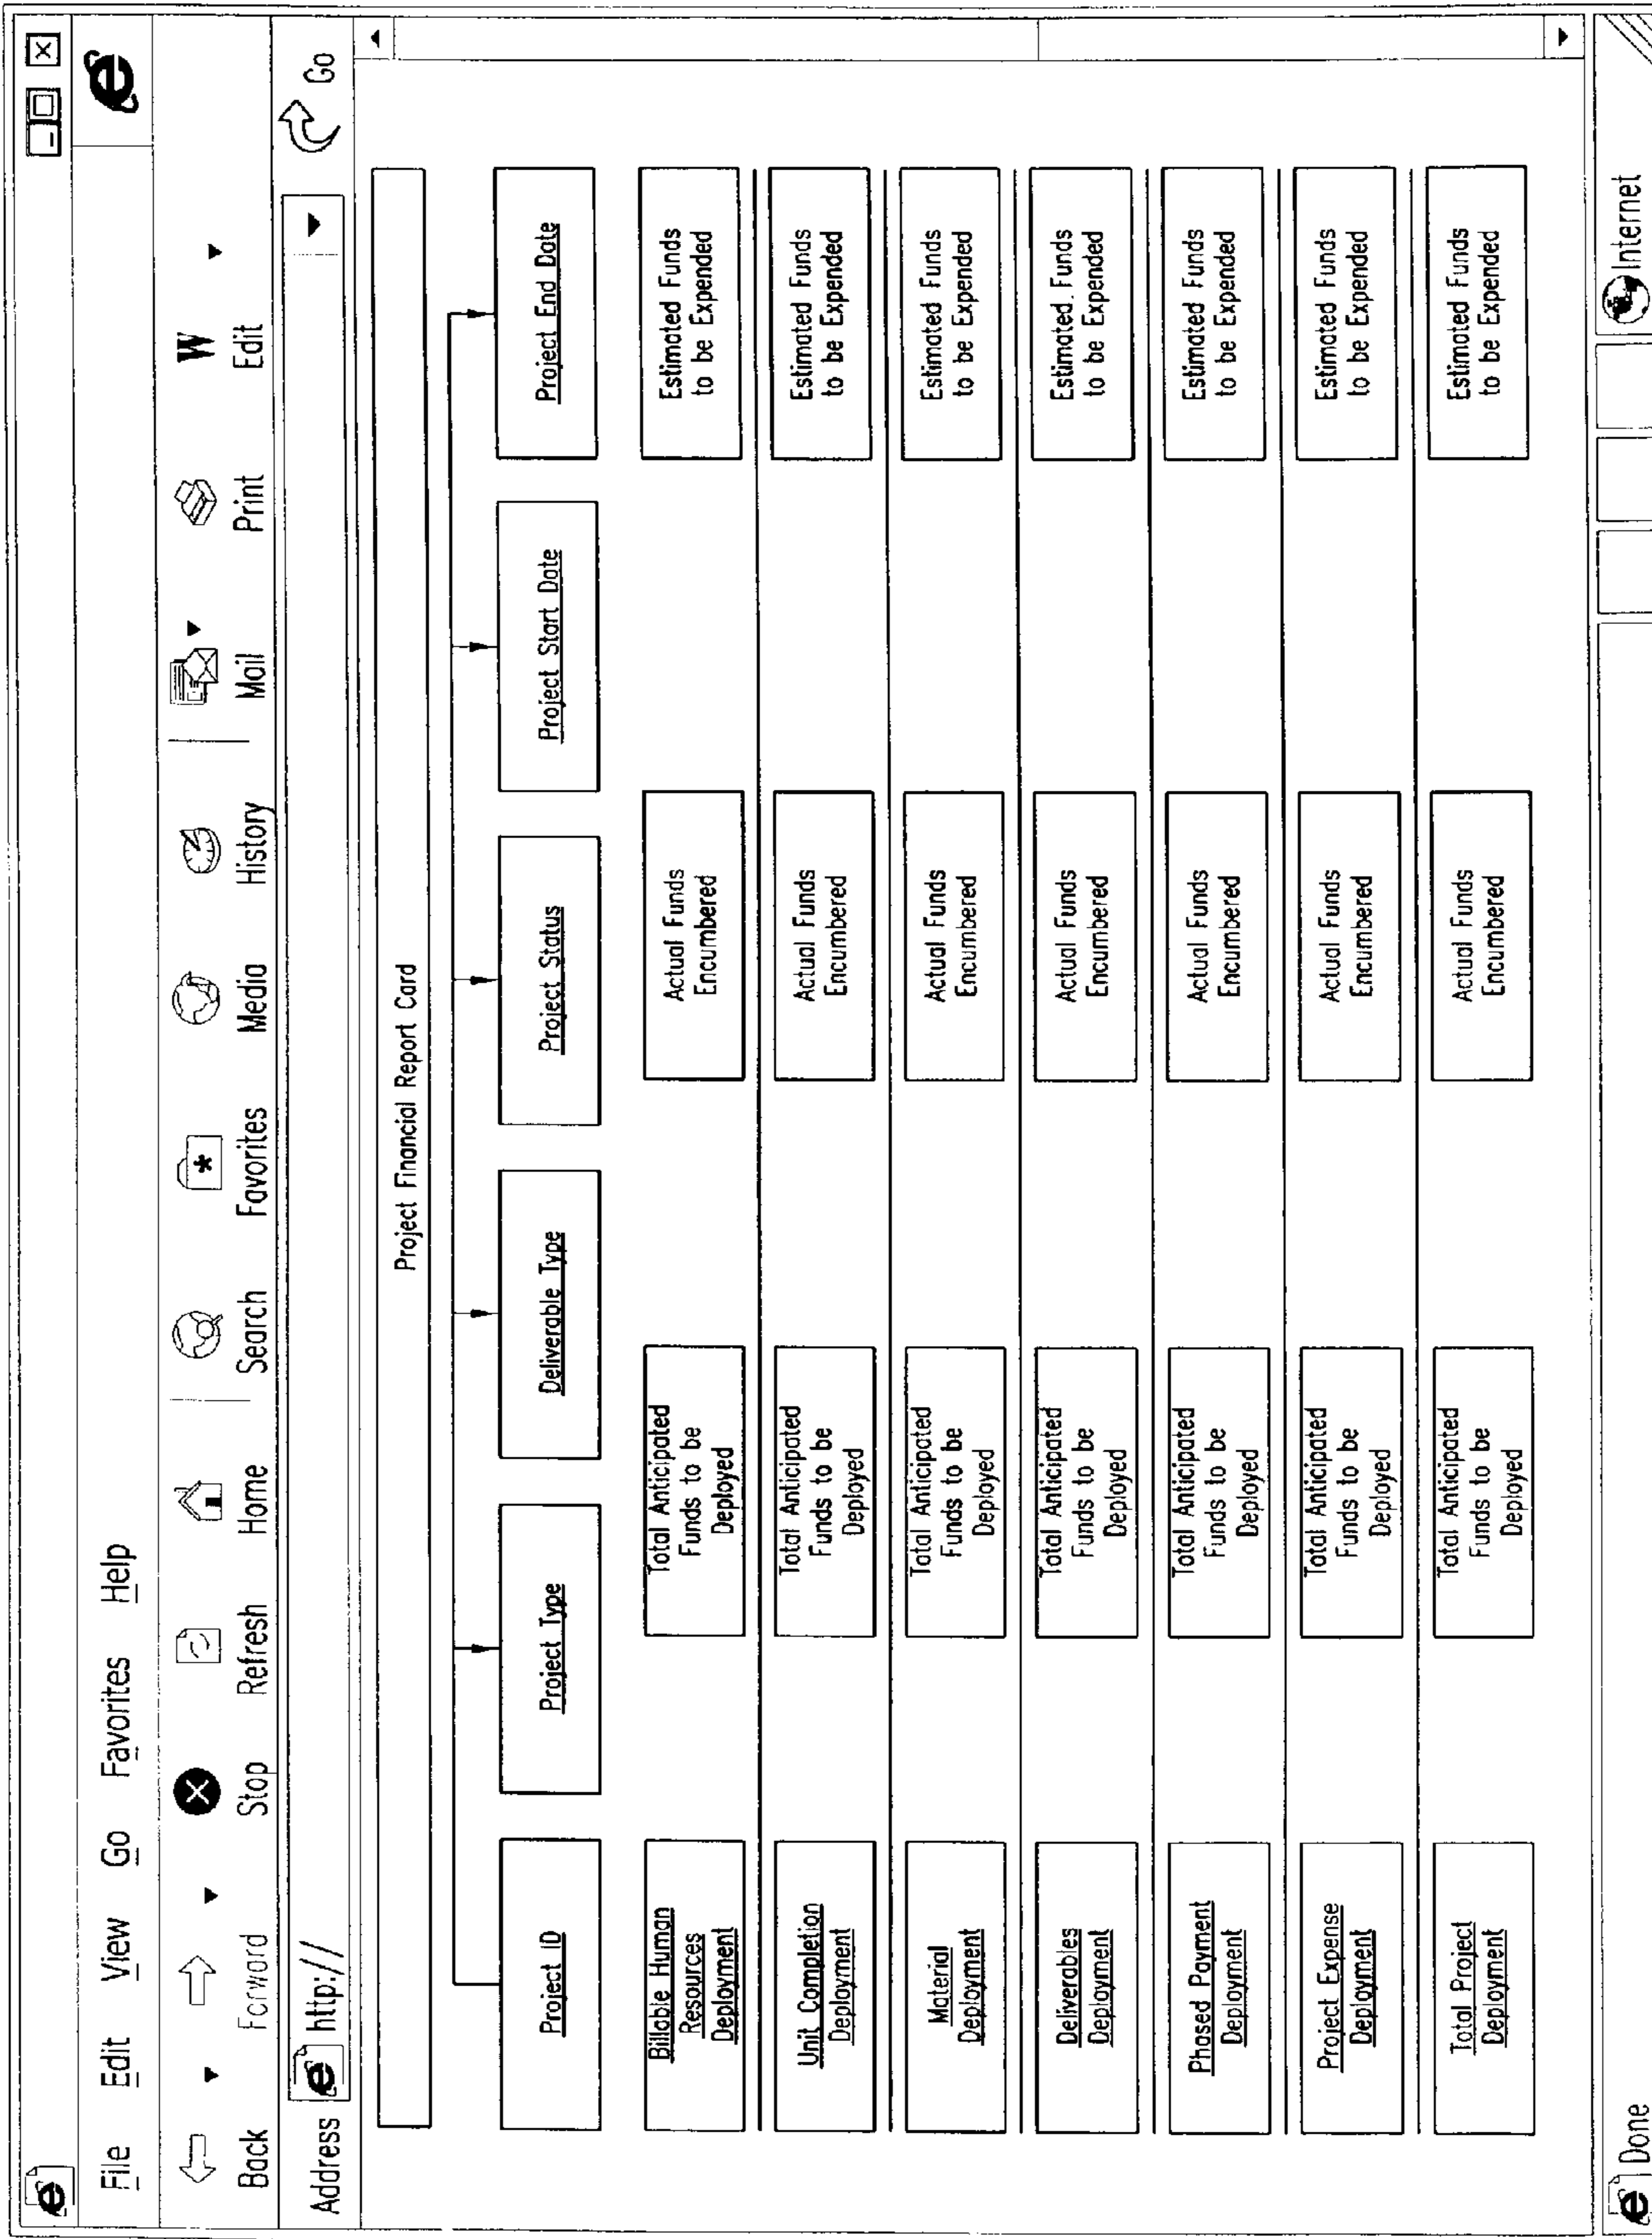 File Edit View Go Favorites Help
Back Forward Stop Refresh Home Search Favorites Media History Mail Print Edit
Address http:// Go
Project Financial Report Card
Project ID
Project Type
Deliverable Type
Project Status
Project Start Date
Project End Date
Billable Human
Resources
Deployment
Total Anticipated
Funds to be
Deployed
Actual Funds
Encumbered
Estimated Funds
to be Expended
Unit Completion
Deployment
Total Anticipated
Funds to be
Deployed
Actual Funds
Encumbered
Estimated Funds
to be Expended
Material
Deployment
Total Anticipated
Funds to be
Deployed
Actual Funds
Encumbered
Estimated Funds
to be Expended
Deliverables
Deployment
Total Anticipated
Funds to be
Deployed
Actual Funds
Encumbered
Estimated Funds
to be Expended
Phased Payment
Deployment
Total Anticipated
Funds to be
Deployed
Actual Funds
Encumbered
Estimated Funds
to be Expended
Project Expense
Deployment
Total Anticipated
Funds to be
Deployed
Actual Funds
Encumbered
Estimated Funds
to be Expended
Total Project
Deployment
Total Anticipated
Funds to be
Deployed
Actual Funds
Encumbered
Estimated Funds
to be Expended
Done Internet